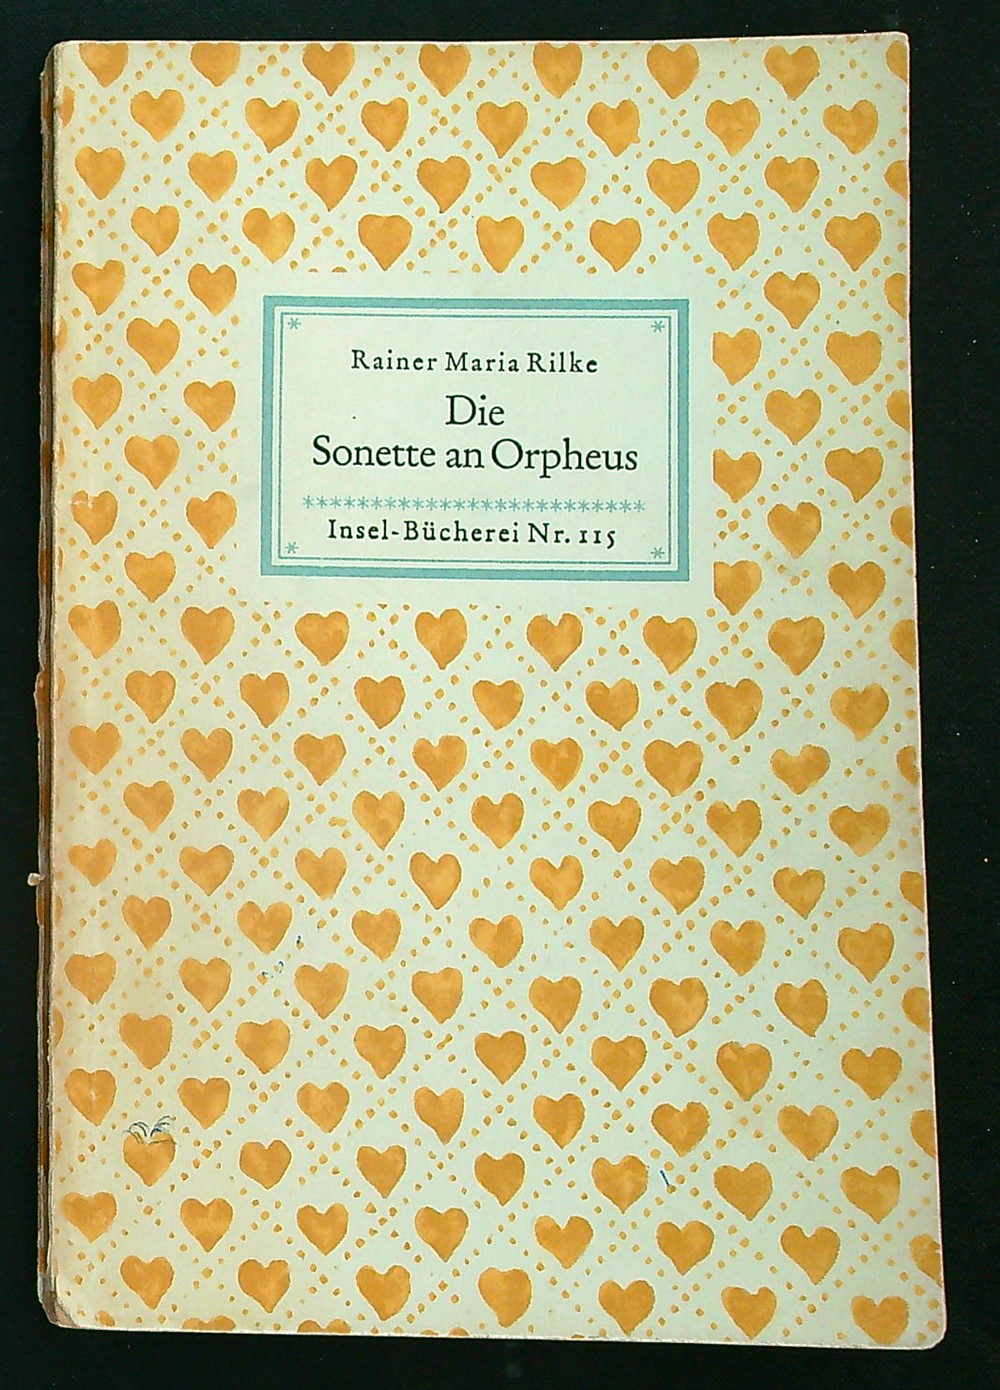 Rainer Maria Rilke
Die
Sonette an Orpheus
Insel-Bücherei Nr. 115